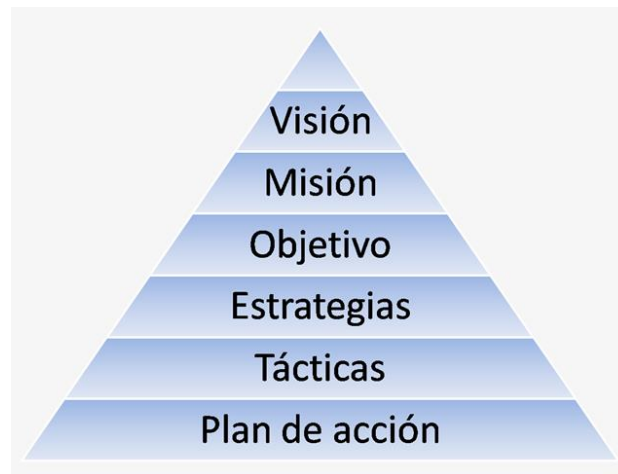 Visión
Misión
Objetivo
Estrategias
Tácticas
Plan de acción